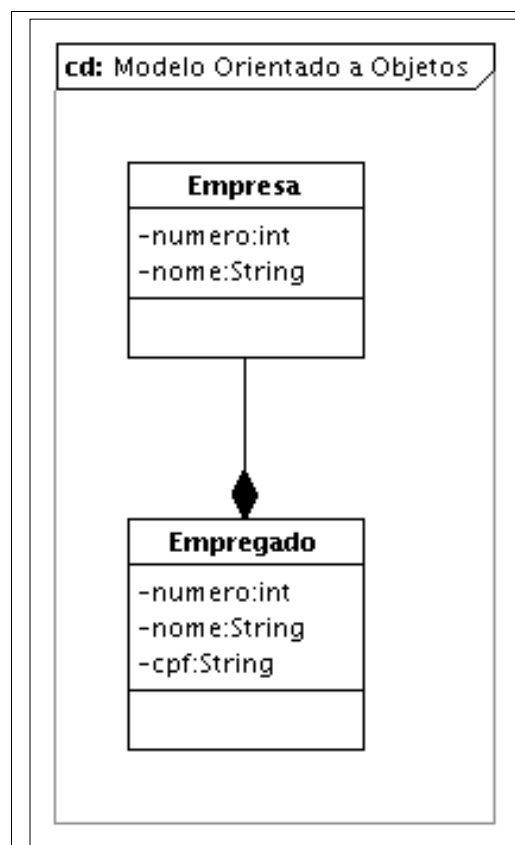 cd: Modelo Orientado a Objetos
Empresa
-numero:int
-nome:String
Empregado
-numero:int
-nome:String
-cpf:String